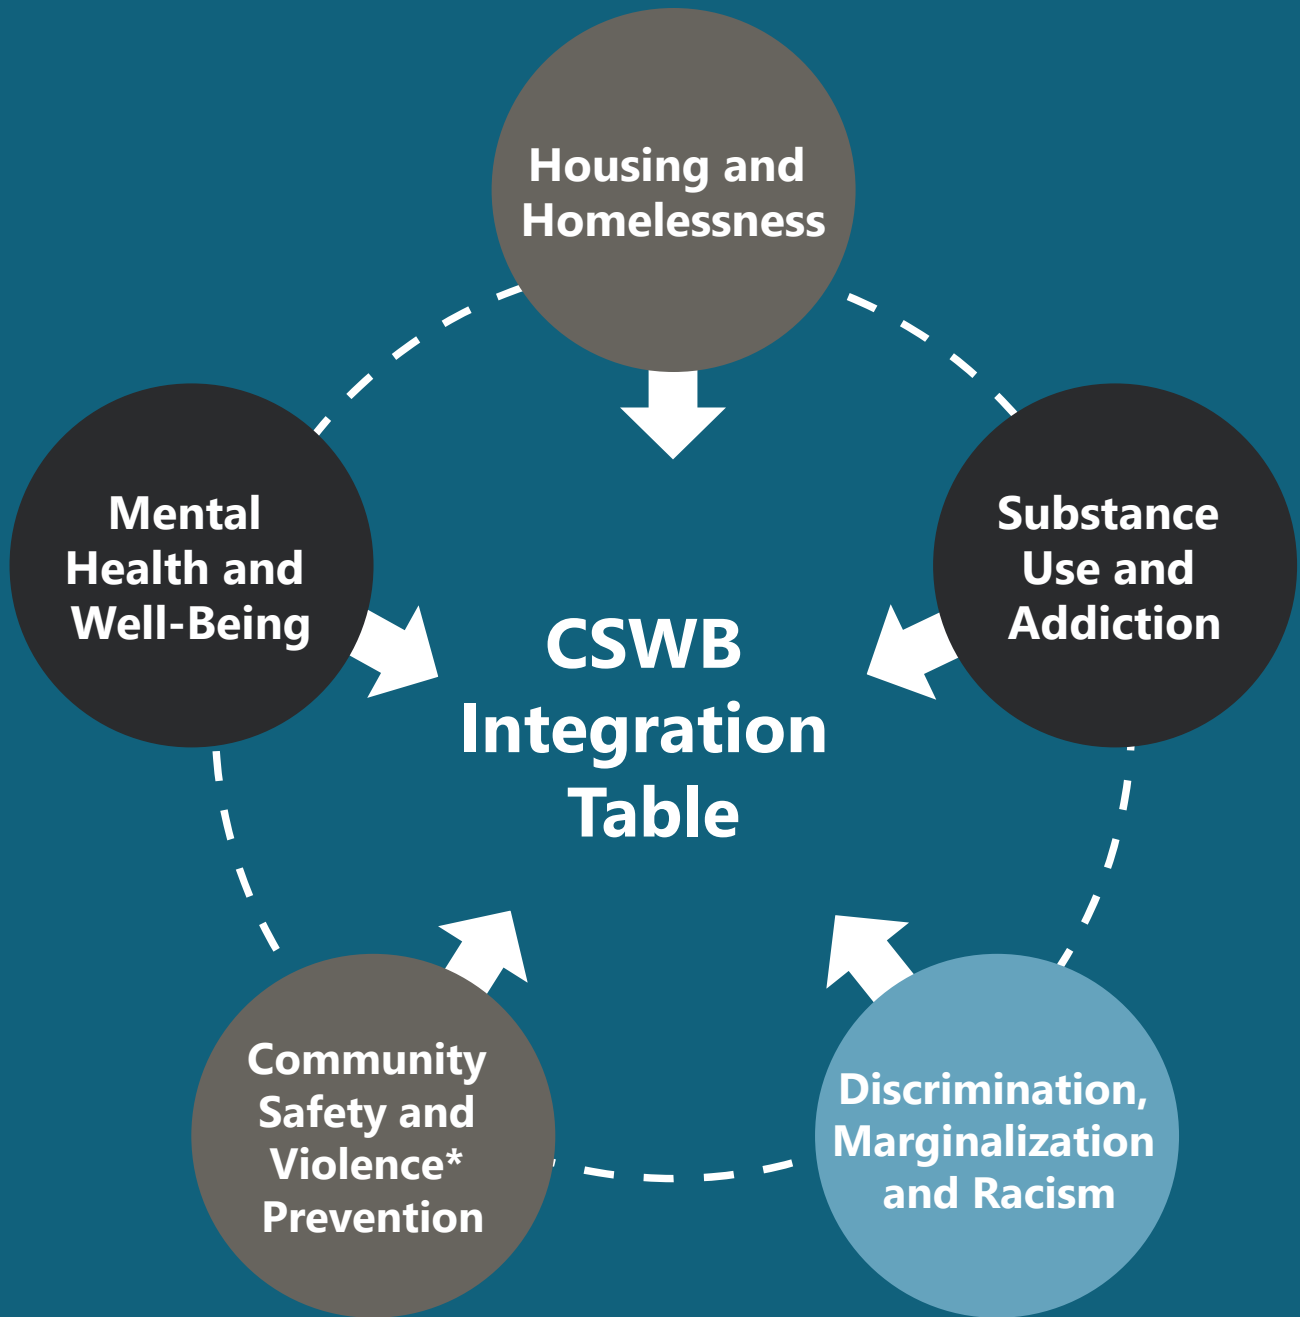 Housing and
Homelessness
Mental
Health and
Well-Being
Substance
Use and
Addiction
CSWB
Integration
Table
Community
Safety and
Violence*
Prevention
Discrimination,
Marginalization
and Racism